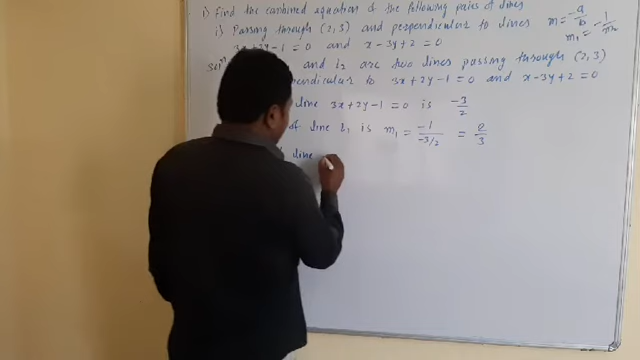 1) Find the combined equation of the following pairs of lines
i) Passing through (2,3) and perpendicular to lines m = -a/b
3x+2y-1=0 and x-3y+2=0 m₁ = -1/m₂
and L₂ are two lines passing through (2,3)
perpendicular to 3x+2y-1=0 and x-3y+2=0
line 3x+2y-1=0 is -3/2
of line L₁ is m₁ = -1/-3/2 = 2/3
line